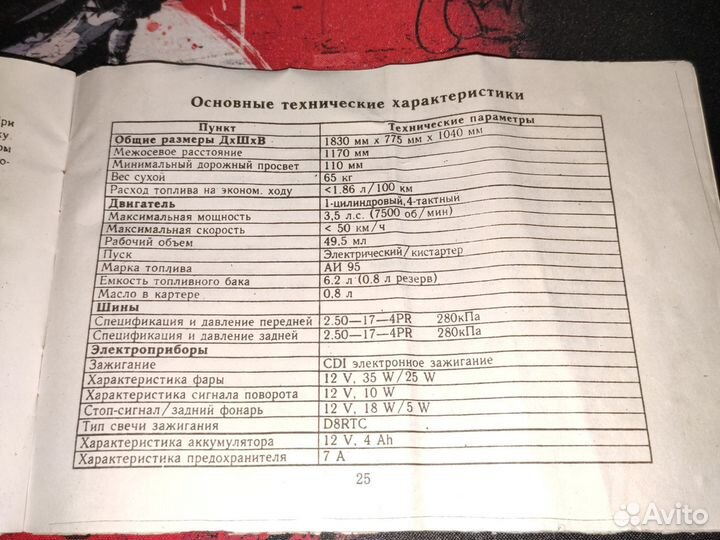 Основные технические характеристики
Пункт Технические параметры
Общие размеры ДхШхВ 1830 мм х 775 мм х 1040 мм
Межосевое расстояние 1170 мм
Минимальный дорожный просвет 110 мм
Вес сухой 65 кг
Расход топлива на эконом. ходу <1.86 л/100 км
Двигатель 1-цилиндровый,4-тактный
Максимальная мощность 3,5 л.с. (7500 об/мин)
Максимальная скорость < 50 км/ч
Рабочий объем 49.5 мл
Пуск Электрический/кистартер
Марка топлива АИ 95
Емкость топливного бака 6.2 л (0.8 л резерв)
Масло в картере 0.8 л
Шины
Спецификация и давление передней 2.50—17—4PR 280кПа
Спецификация и давление задней 2.50—17—4PR 280кПа
Электроприборы
Зажигание CDI электронное зажигание
Характеристика фары 12 V, 35 W/25 W
Характеристика сигнала поворота 12 V, 10 W
Стоп-сигнал/задний фонарь 12 V, 18 W/5 W
Тип свечи зажигания D8RTC
Характеристика аккумулятора 12 V, 4 Ah
Характеристика предохранителя 7 A
25
Avito